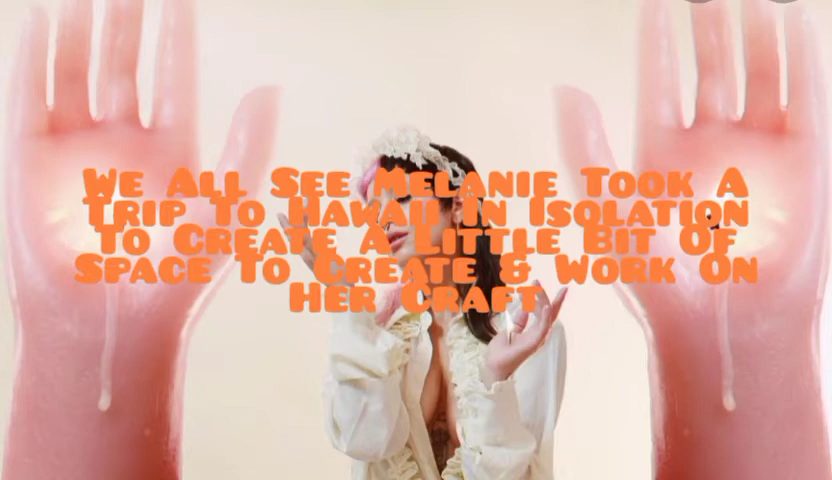 We All See Melanie Took A
Trip To Hawaii In Isolation
To Create A Little Bit Of
Space To Create & Work On
Her Craft